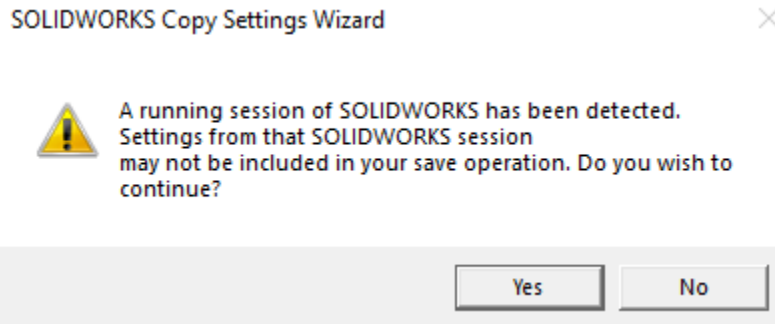 SOLIDWORKS Copy Settings Wizard
A running session of SOLIDWORKS has been detected.
Settings from that SOLIDWORKS session
may not be included in your save operation. Do you wish to
continue?
Yes
No